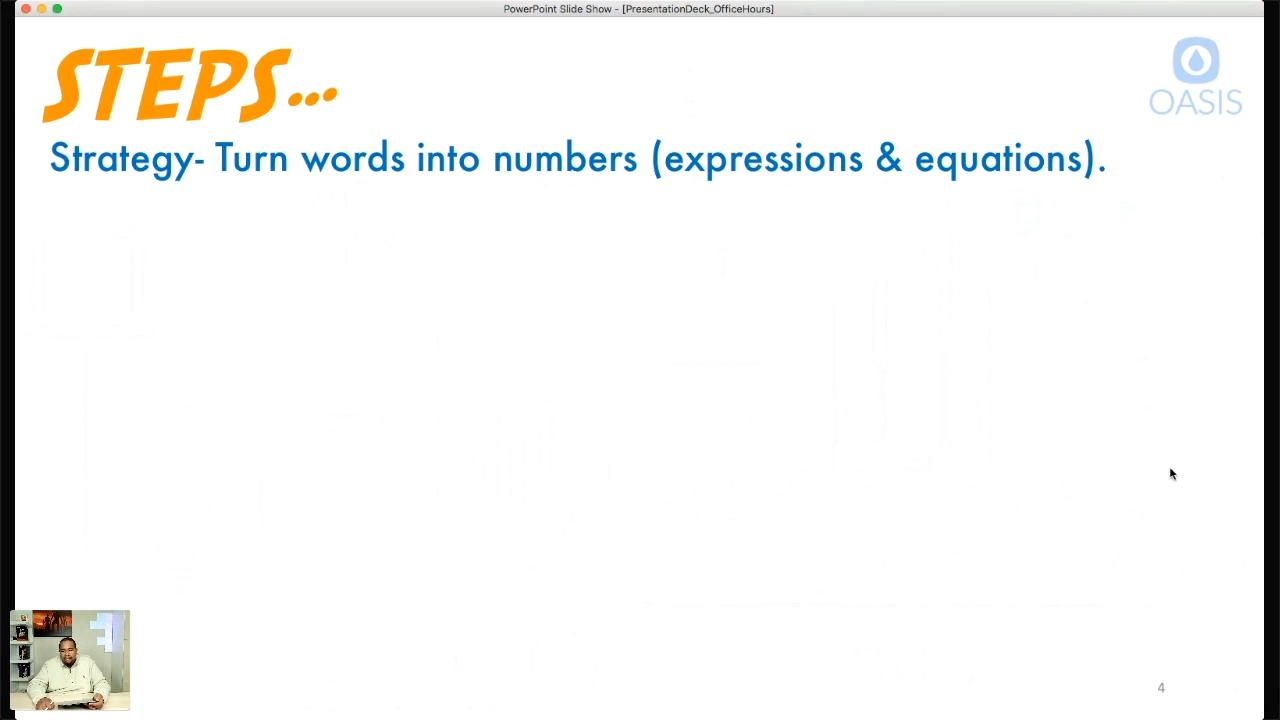 PowerPoint Slide Show - [PresentationDeck_OfficeHours]
STEPS...
OASIS
Strategy- Turn words into numbers (expressions & equations).
4